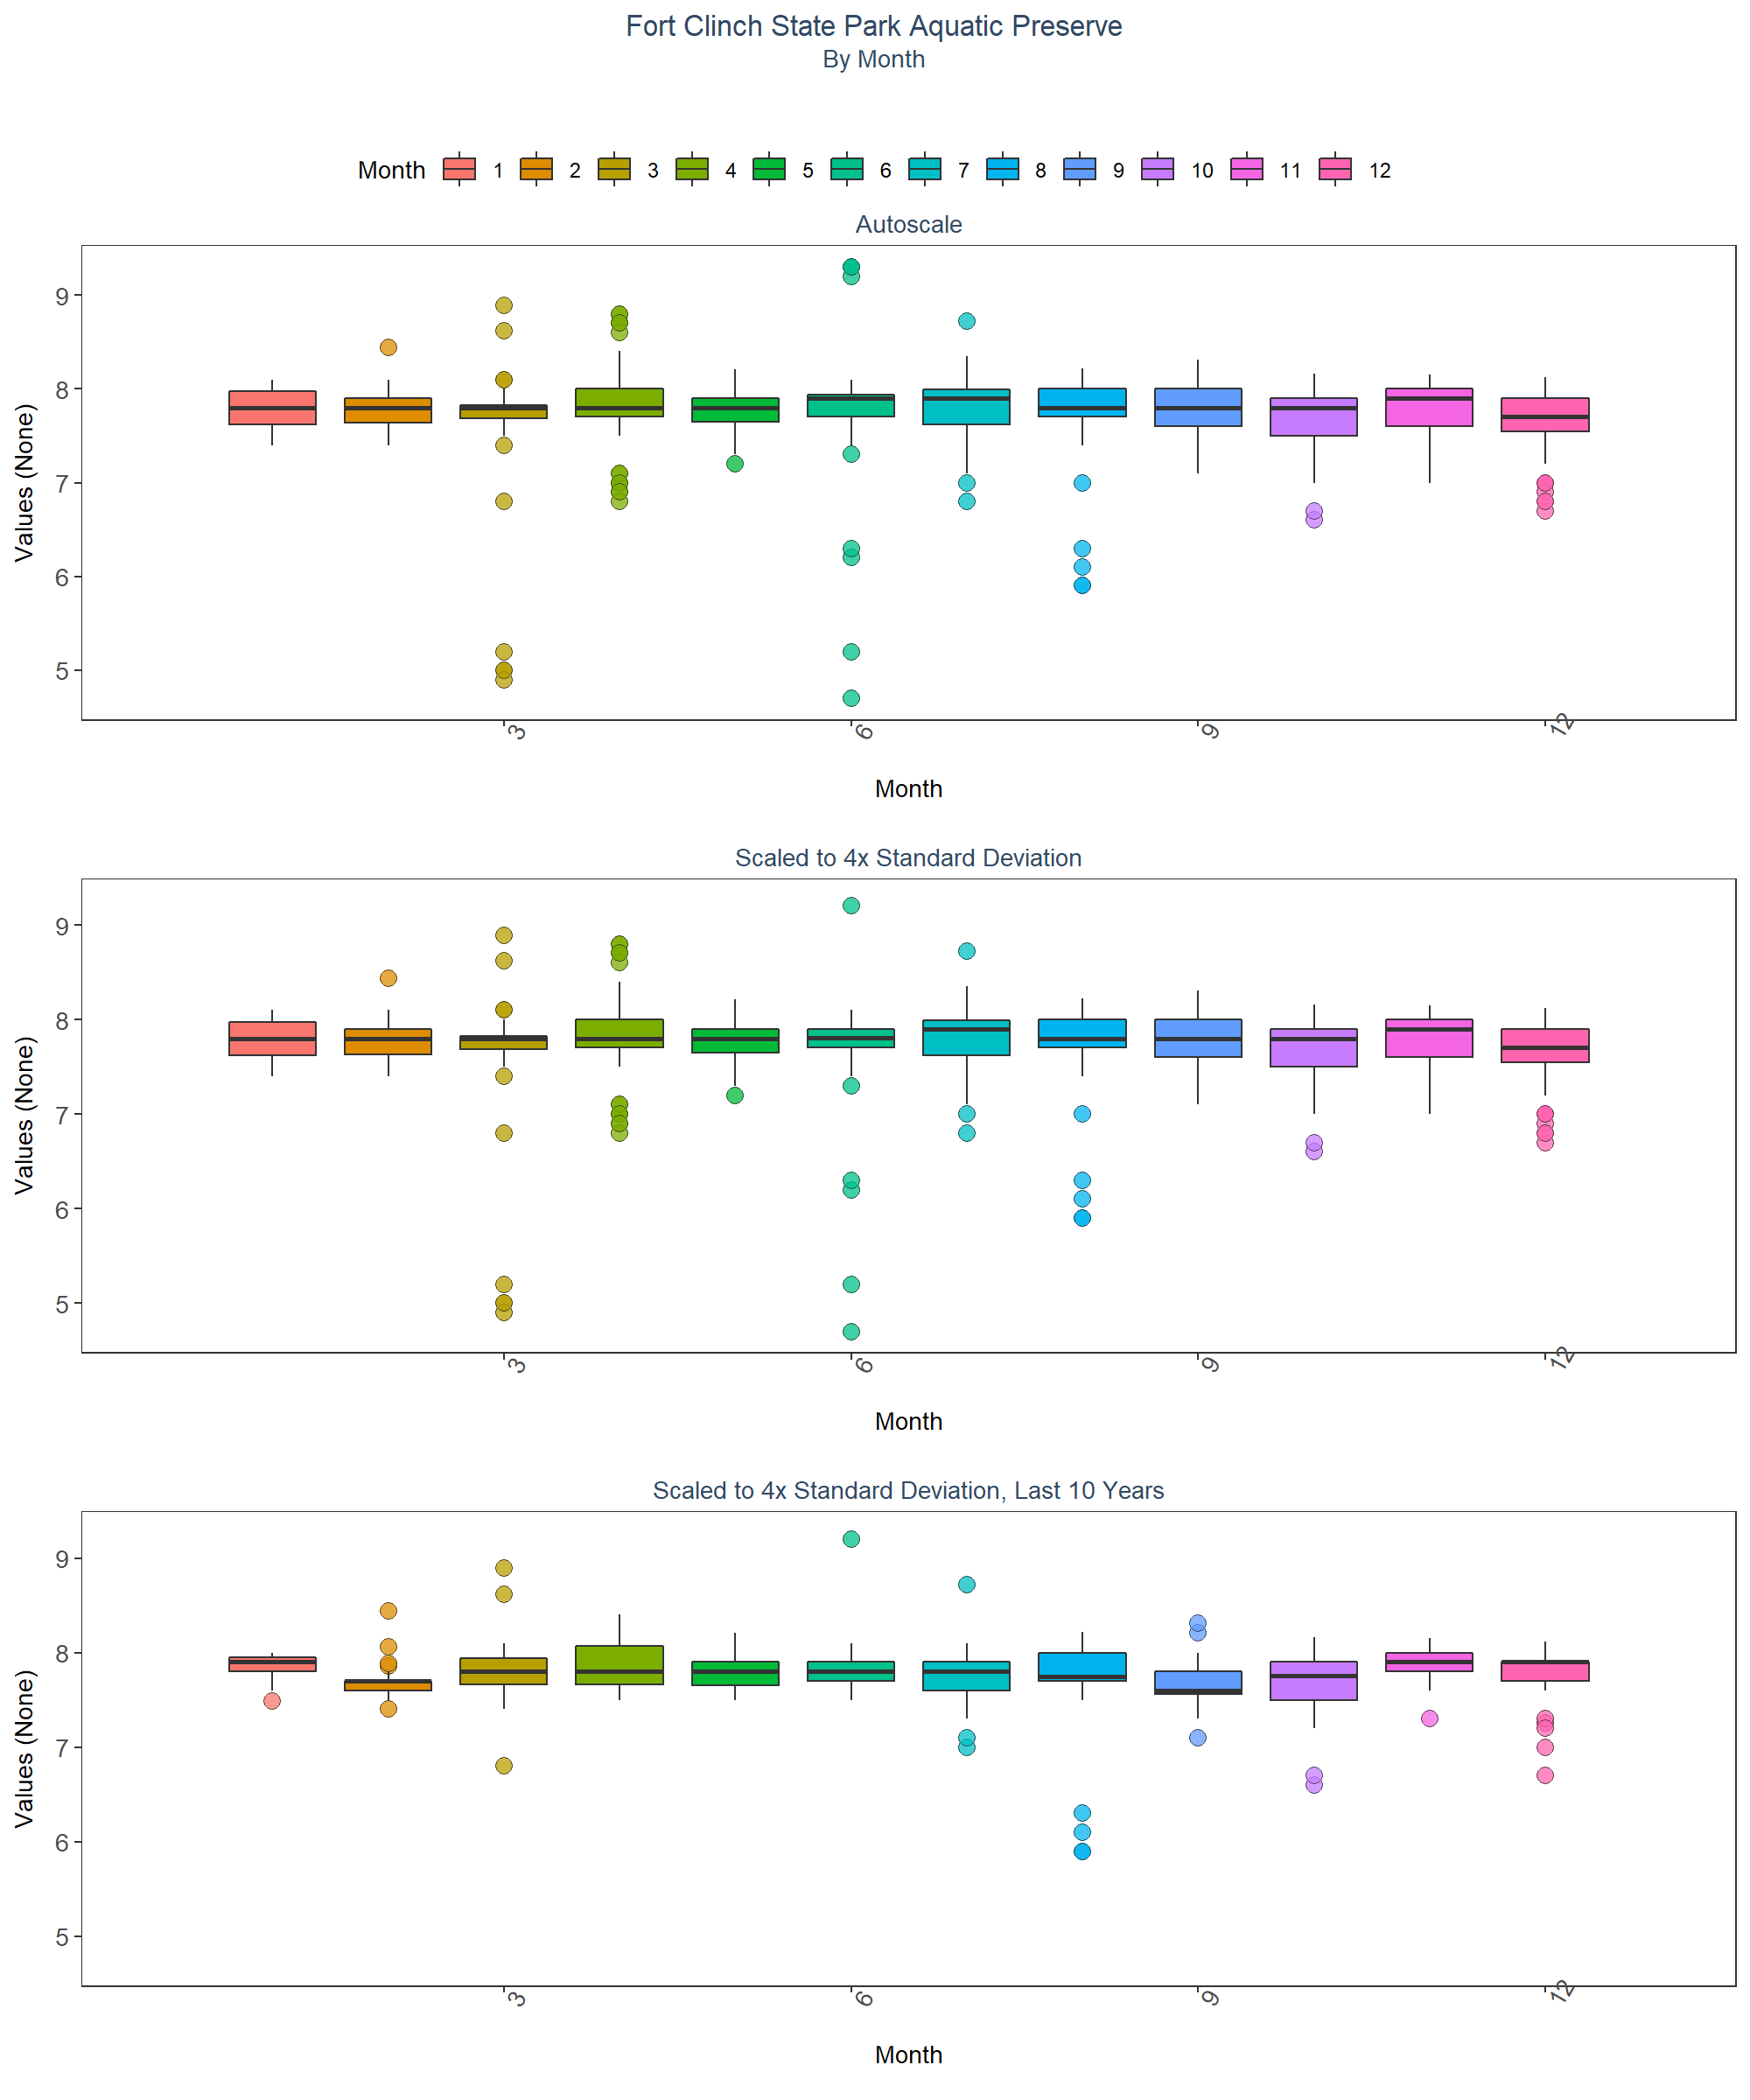 Fort Clinch State Park Aquatic Preserve
By Month
Month 1 2 3 4 5 6 7 8 9 10 11 12
Autoscale
Values (None)
9
8
7
6
5
3 6 9 12
Month
Scaled to 4x Standard Deviation
Values (None)
9
8
7
6
5
3 6 9 12
Month
Scaled to 4x Standard Deviation, Last 10 Years
Values (None)
9
8
7
6
5
3 6 9 12
Month